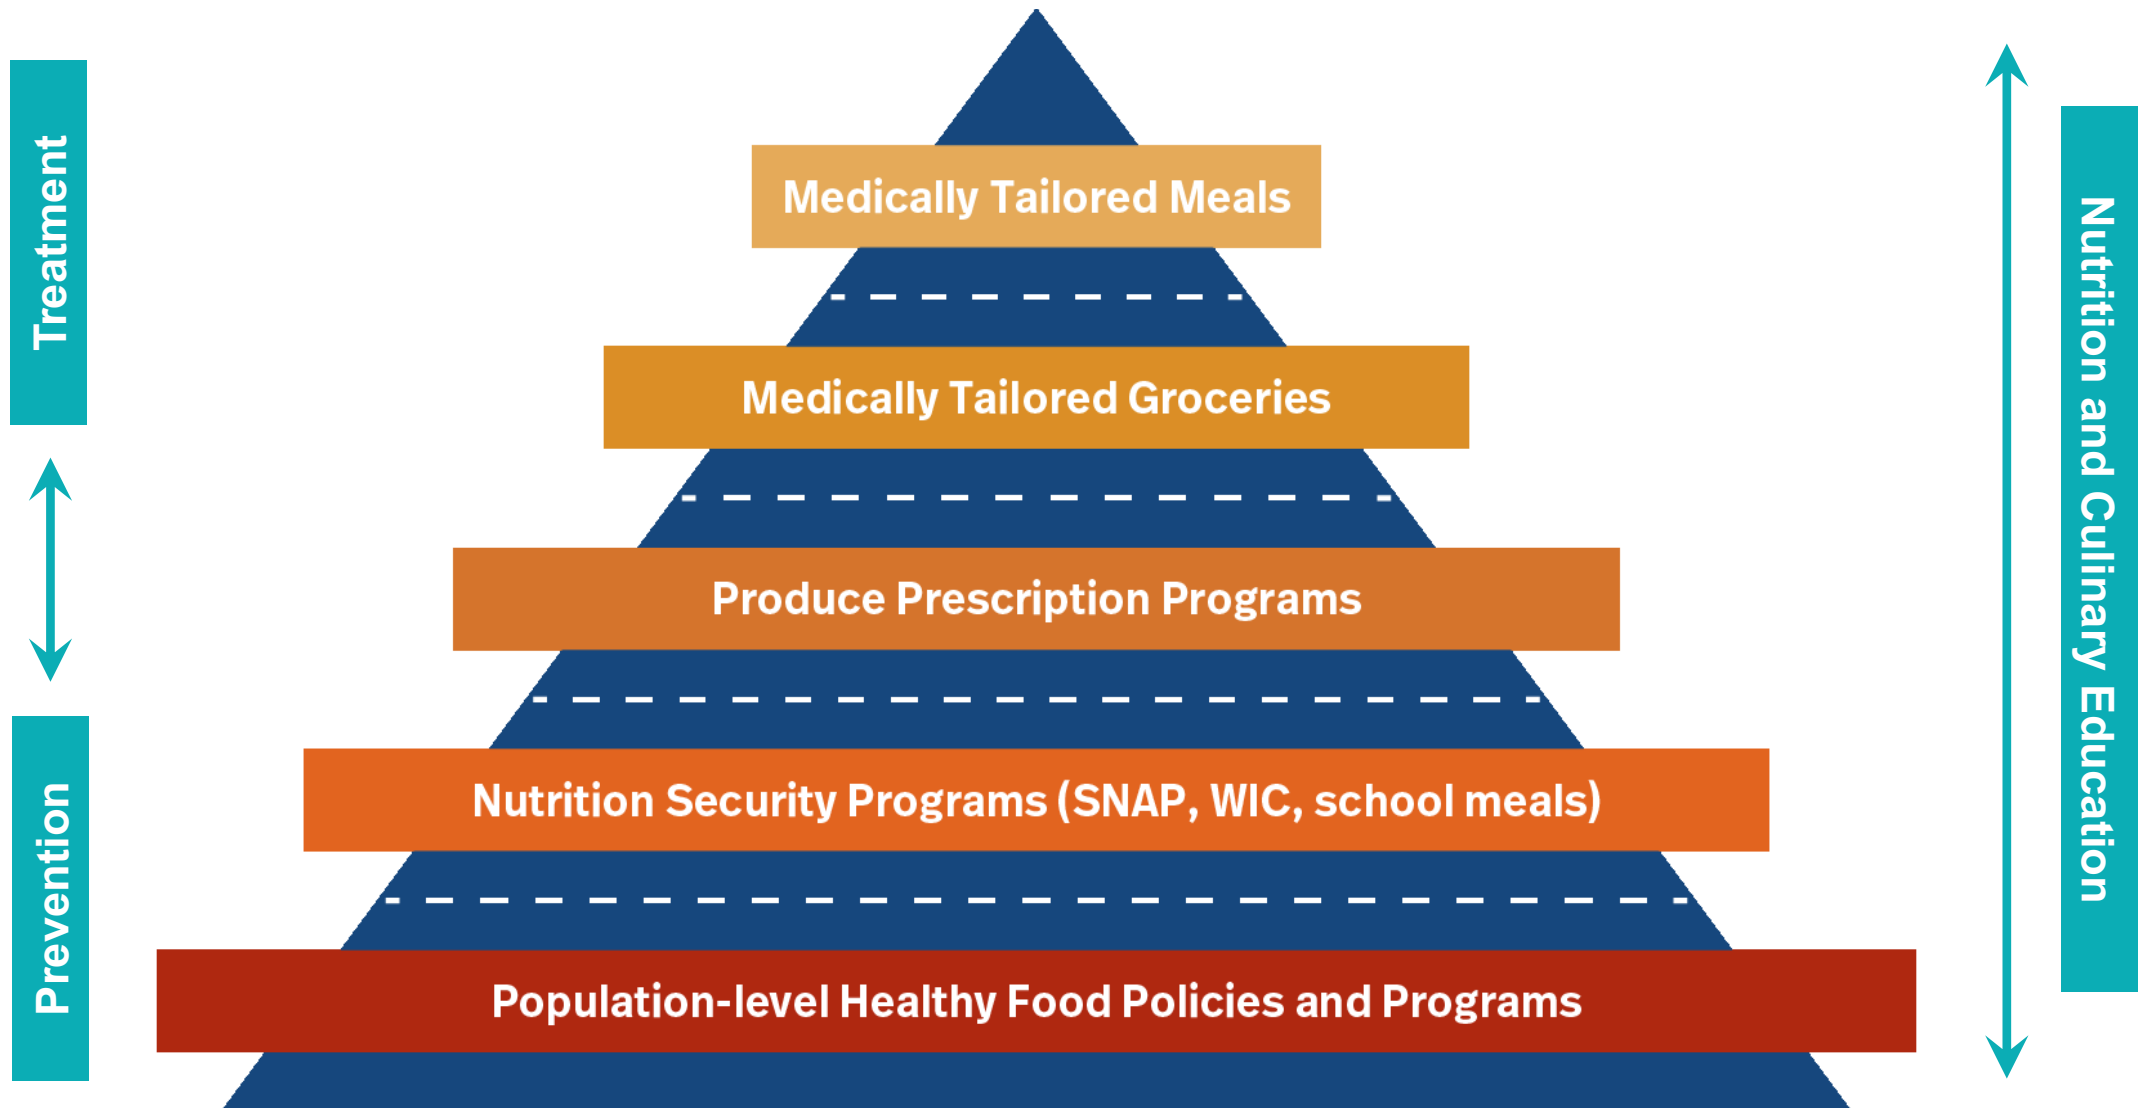 Treatment
Prevention
Medically Tailored Meals
Medically Tailored Groceries
Produce Prescription Programs
Nutrition Security Programs (SNAP, WIC, school meals)
Population-level Healthy Food Policies and Programs
Nutrition and Culinary Education